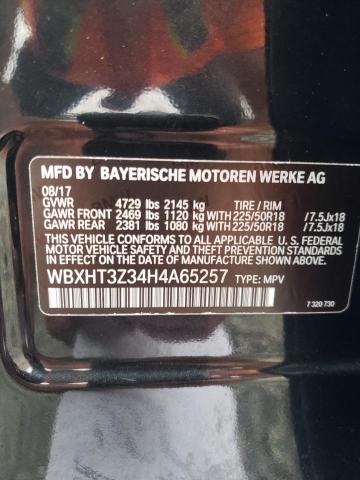 MFD BY BAYERISCHE MOTOREN WERKE AG
08/17
GVWR 4729 lbs 2145 kg TIRE / RIM
GAWR FRONT 2469 lbs 1120 kg WITH 225/50R18 /7.5Jx18
GAWR REAR 2381 lbs 1080 kg WITH 225/50R18 /7.5Jx18
THIS VEHICLE CONFORMS TO ALL APPLICABLE U. S. FEDERAL
MOTOR VEHICLE SAFETY AND THEFT PREVENTION STANDARDS
IN EFFECT ON THE DATE OF MANUFACTURE SHOWN ABOVE.
WBXHT3Z34H4A65257 TYPE: MPV
7 320 730